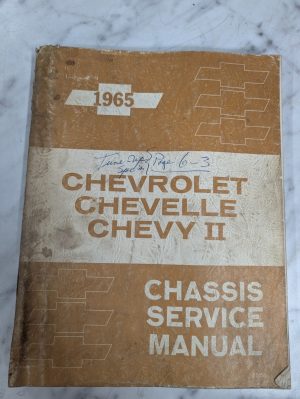 1965
Tune Up Page 6-3
CHEVROLET
CHEVELLE
CHEVY II
CHASSIS
SERVICE
MANUAL